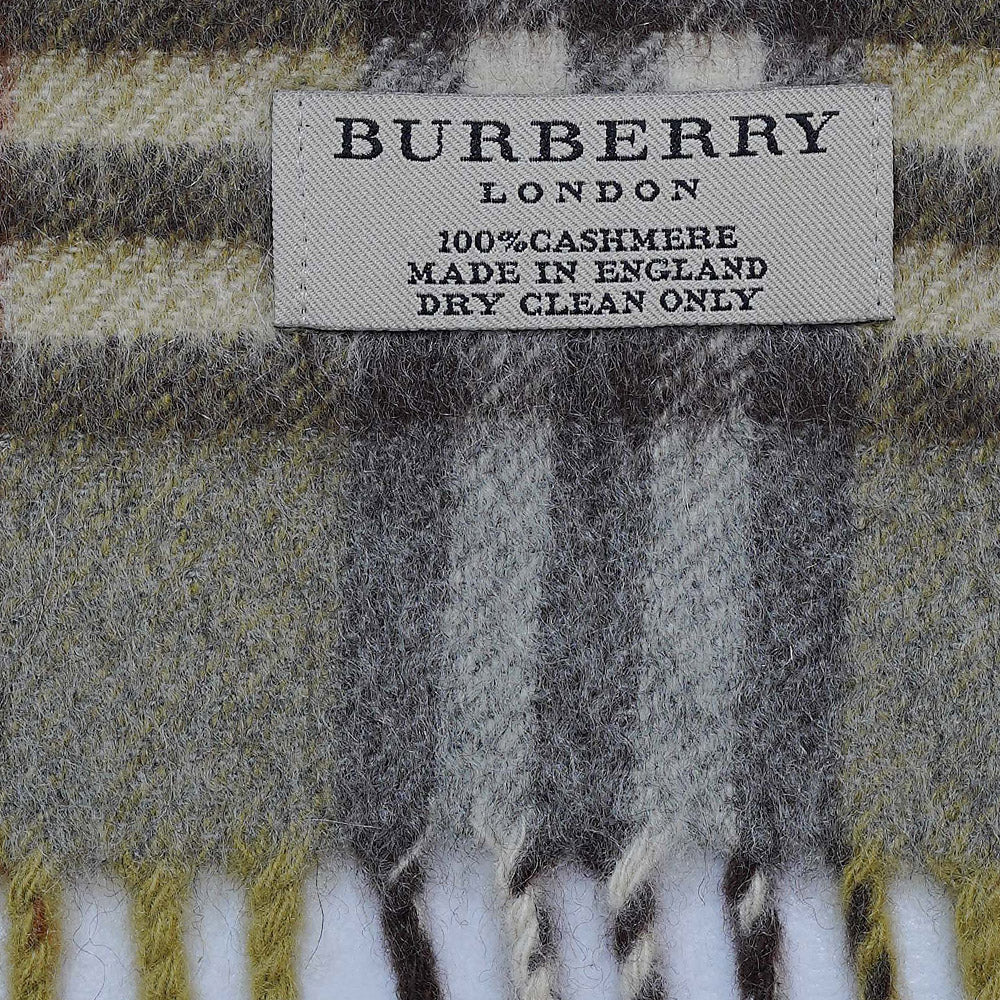 BURBERRY
LONDON
100%CASHMERE
MADE IN ENGLAND
DRY CLEAN ONLY